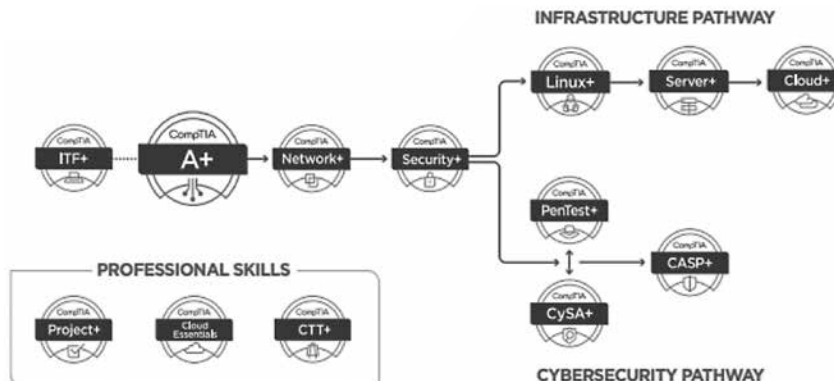 INFRASTRUCTURE PATHWAY
CompTIA
Linux+
CompTIA
Server+
CompTIA
Cloud+
CompTIA
ITF+
CompTIA
A+
CompTIA
Network+
CompTIA
Security+
CompTIA
PenTest+
CompTIA
CASP+
CompTIA
CySA+
CYBERSECURITY PATHWAY
PROFESSIONAL SKILLS
CompTIA
Project+
CompTIA
Cloud
Essentials
CompTIA
CTT+